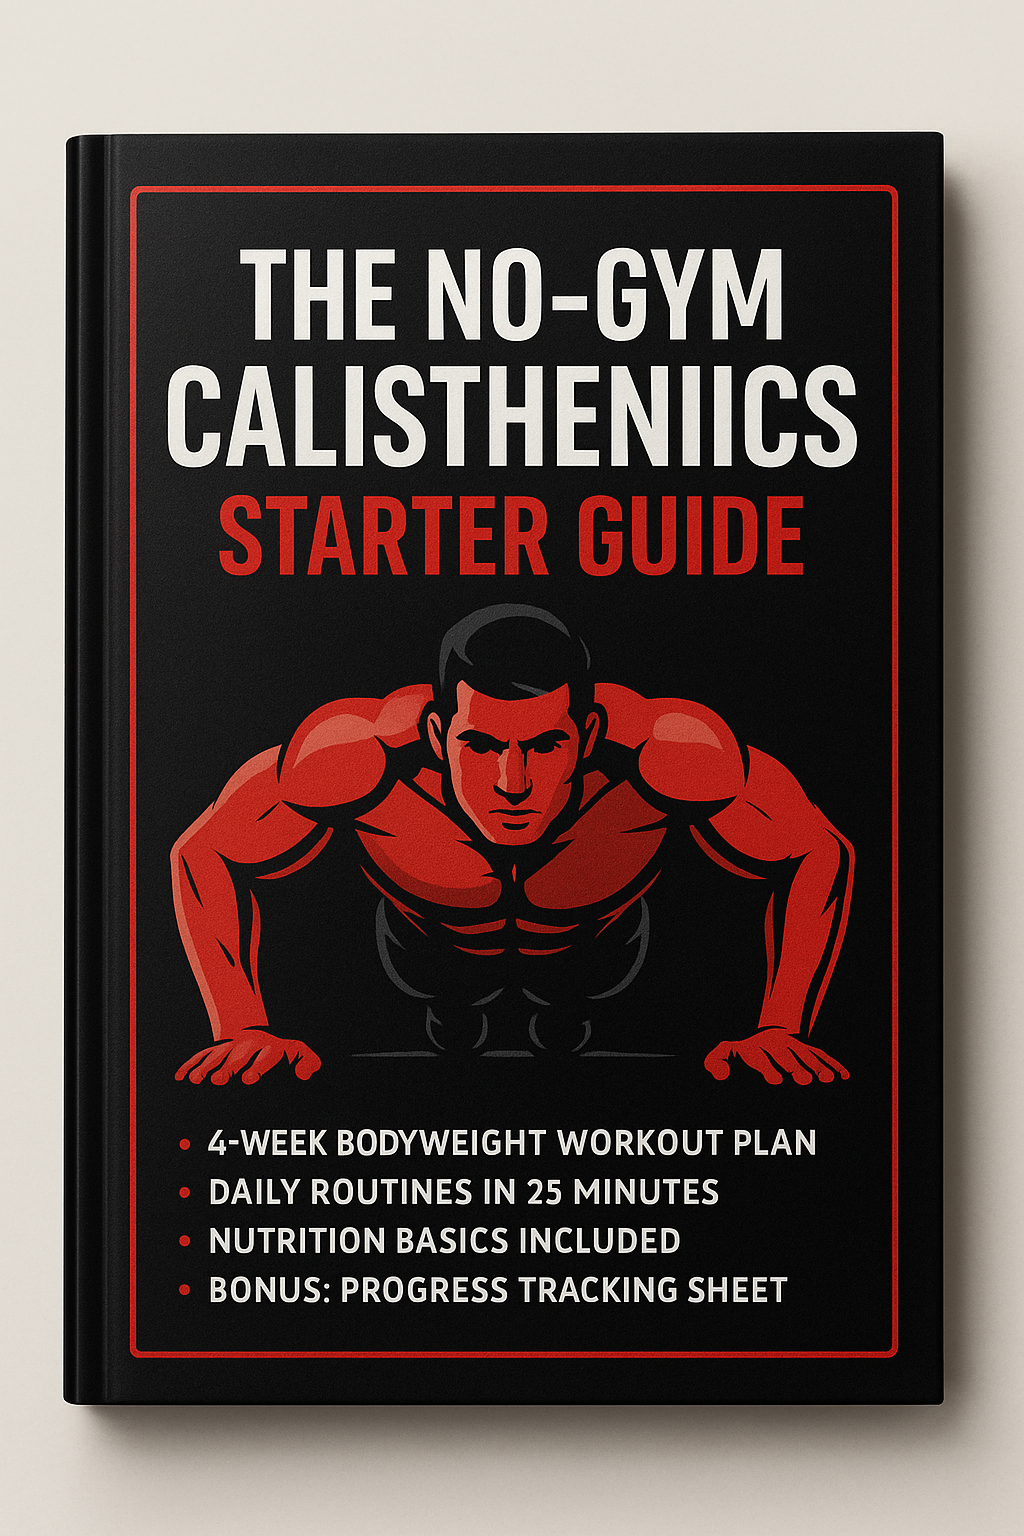 THE NO-GYM
CALISTHENIICS
STARTER GUIDE
• 4-WEEK BODYWEIGHT WORKOUT PLAN
• DAILY ROUTINES IN 25 MINUTES
• NUTRITION BASICS INCLUDED
• BONUS: PROGRESS TRACKING SHEET